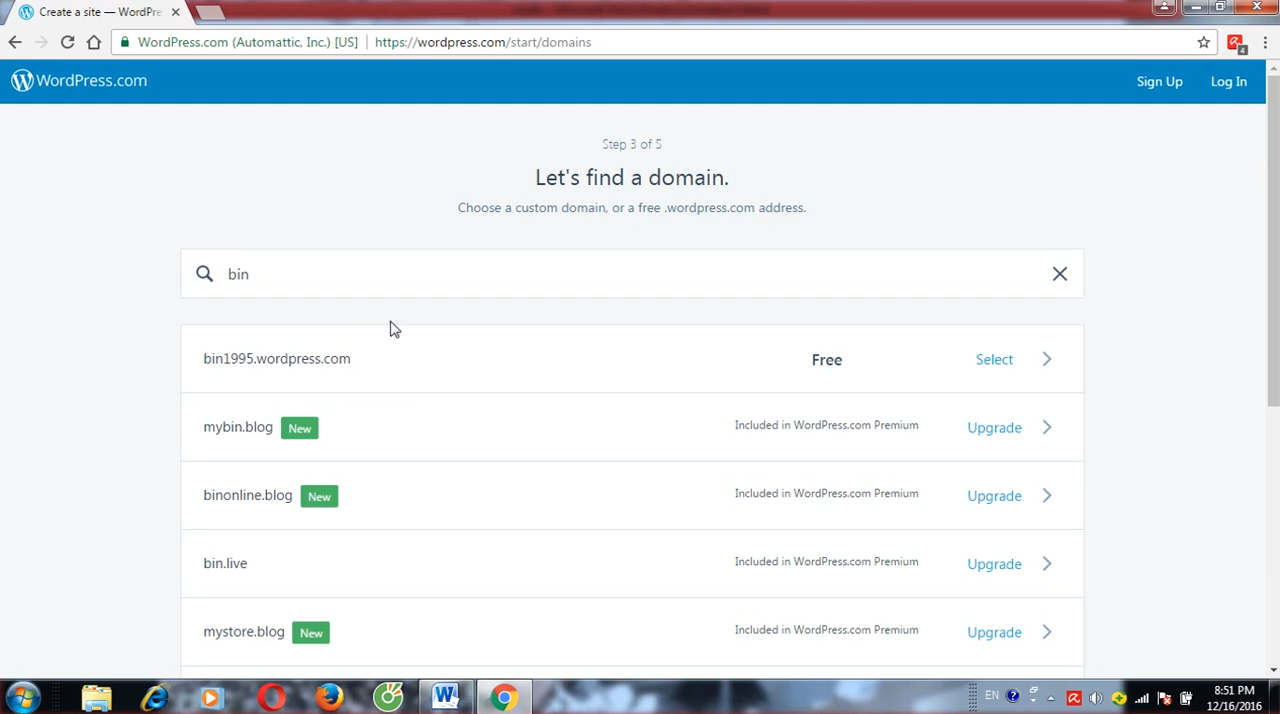 Create a site — WordPre
WordPress.com (Automattic, Inc.) [US] https://wordpress.com/start/domains
4
WordPress.com
Sign Up
Log In
Step 3 of 5
Let's find a domain.
Choose a custom domain, or a free .wordpress.com address.
bin
bin1995.wordpress.com Free Select
mybin.blog New Included in WordPress.com Premium Upgrade
binonline.blog New Included in WordPress.com Premium Upgrade
bin.live Included in WordPress.com Premium Upgrade
mystore.blog New Included in WordPress.com Premium Upgrade
EN
8:51 PM
12/16/2016